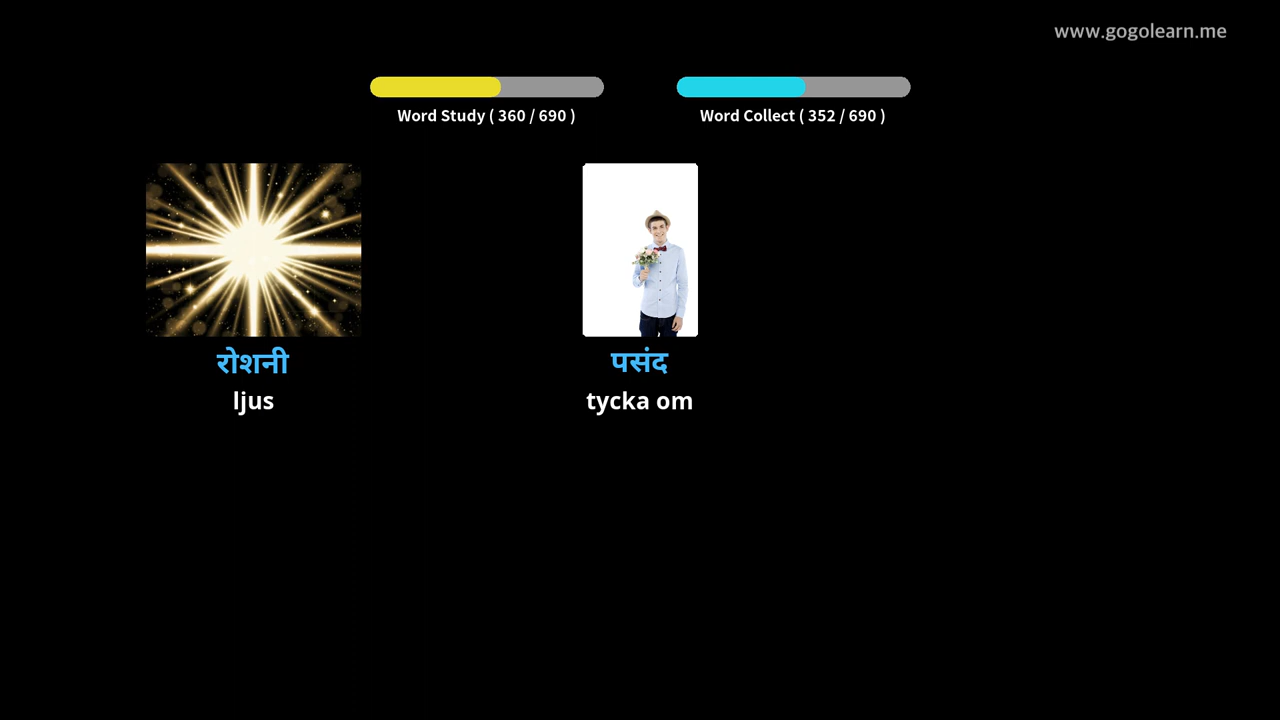 www.gogolearn.me
Word Study ( 360 / 690 )
Word Collect ( 352 / 690 )
रोशनी
पसंद
ljus
tycka om